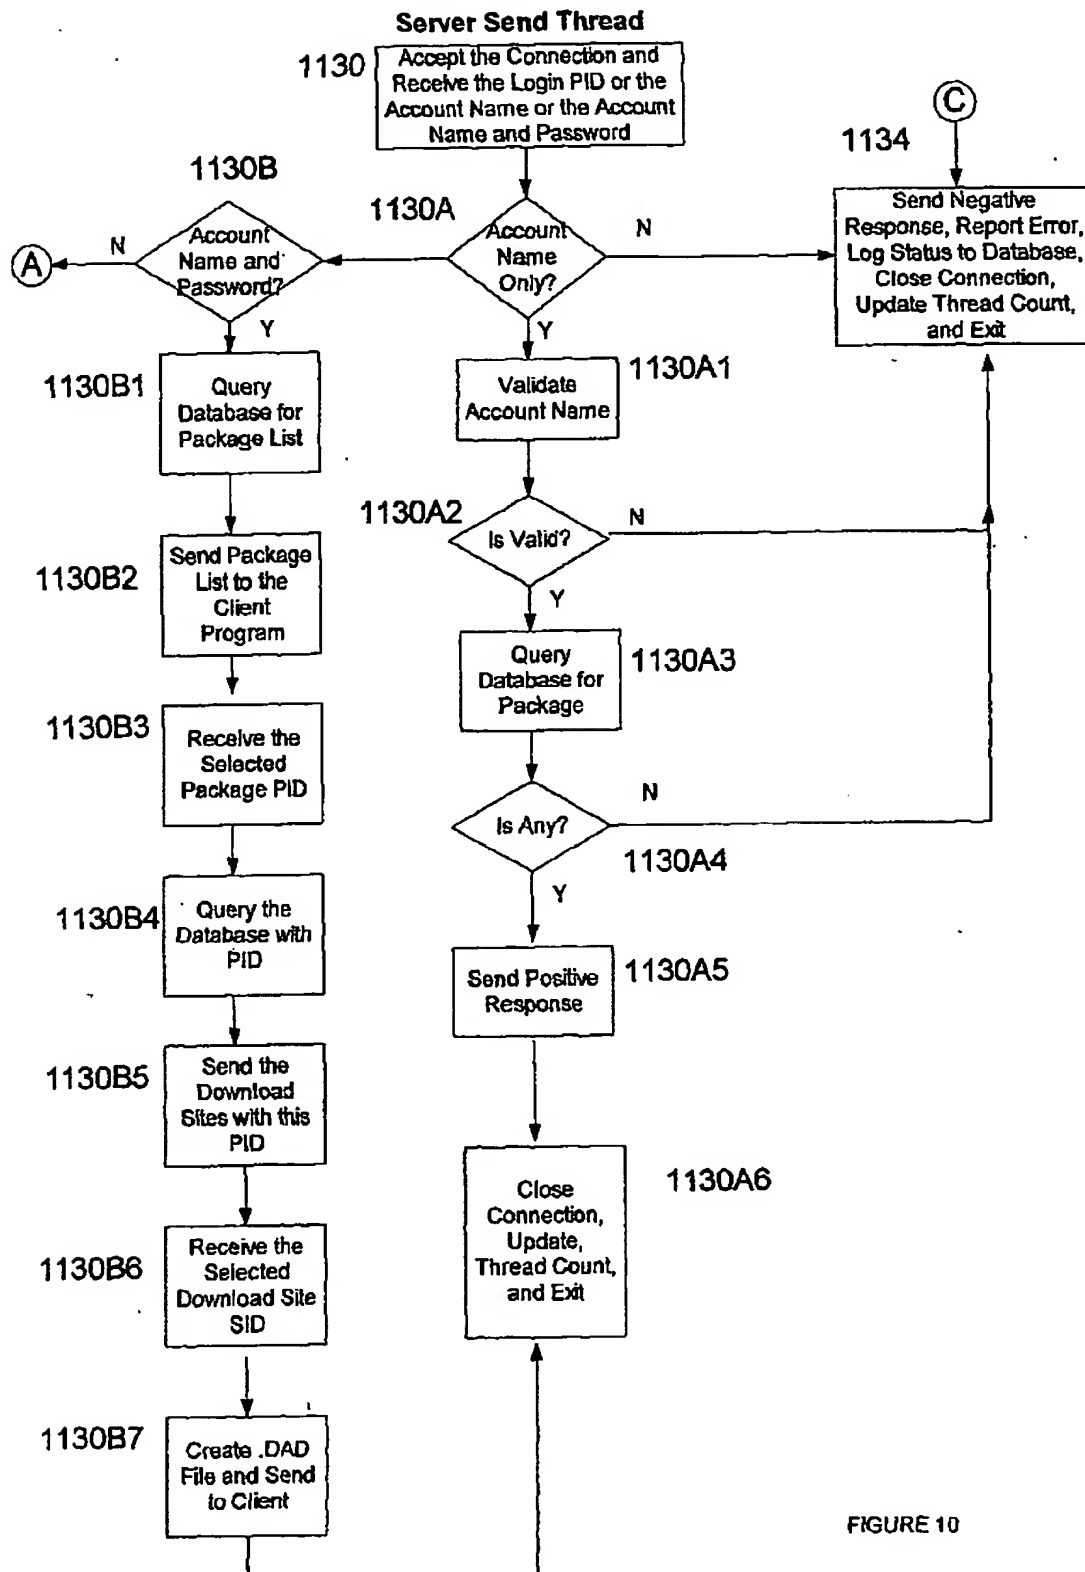 Server Send Thread
1130
Accept the Connection and
Receive the Login PID or the
Account Name or the Account
Name and Password
C
1134
Send Negative
Response, Report Error,
Log Status to Database,
Close Connection,
Update Thread Count,
and Exit
1130B
Account
Name and
Password?
N
A
Y
1130A
Account
Name
Only?
N
Y
1130B1
Query
Database for
Package List
1130A1
Validate
Account Name
1130B2
Send Package
List to the
Client
Program
1130A2
Is Valid?
N
Y
1130B3
Receive the
Selected
Package PID
1130A3
Query
Database for
Package
Is Any?
N
1130A4
Y
1130B4
Query the
Database with
PID
1130A5
Send Positive
Response
1130B5
Send the
Download
Sites with this
PID
1130A6
Close
Connection,
Update,
Thread Count,
and Exit
1130B6
Receive the
Selected
Download Site
SID
1130B7
Create .DAD
File and Send
to Client
FIGURE 10